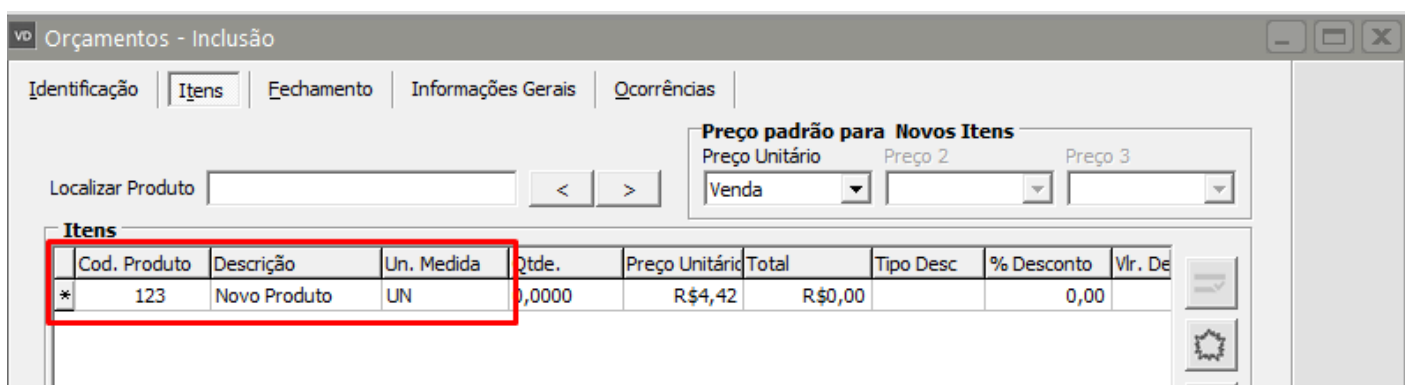 VD Orçamentos - Inclusão
Identificação Itens Fechamento Informações Gerais Ocorrências
Preço padrão para Novos Itens
Preço Unitário Preço 2 Preço 3
Localizar Produto < > Venda
Itens
Cod. Produto Descrição Un. Medida Qtde. Preço Unitário Total Tipo Desc % Desconto Vlr. De
* 123 Novo Produto UN 0,0000 R$4,42 R$0,00 0,00